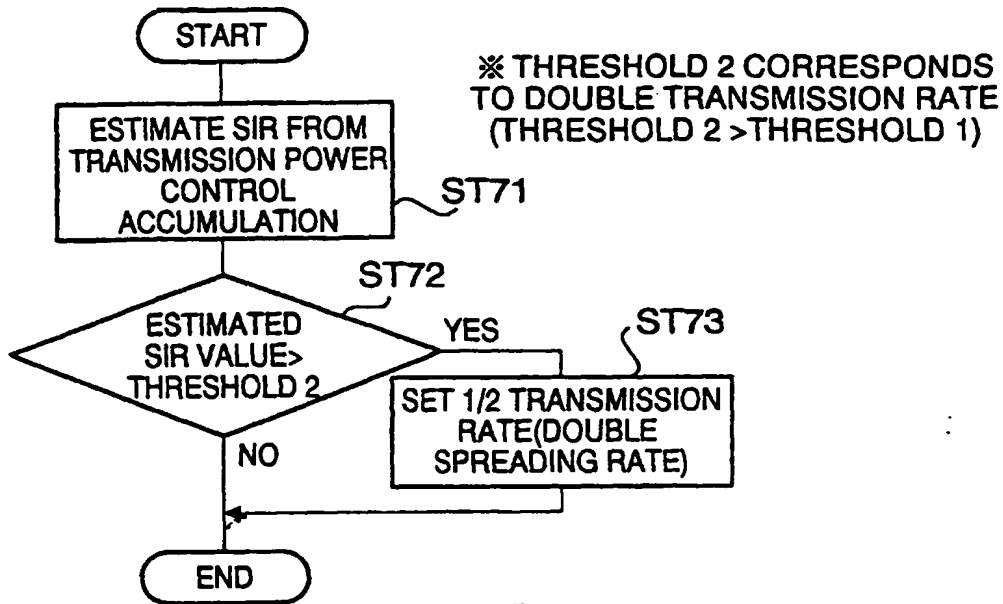 START
※ THRESHOLD 2 CORRESPONDS
TO DOUBLE TRANSMISSION RATE
(THRESHOLD 2 >THRESHOLD 1)
ESTIMATE SIR FROM
TRANSMISSION POWER
CONTROL
ACCUMULATION
ST71
ST72
ESTIMATED
SIR VALUE>
THRESHOLD 2
YES
ST73
SET 1/2 TRANSMISSION
RATE(DOUBLE
SPREADING RATE)
NO
END